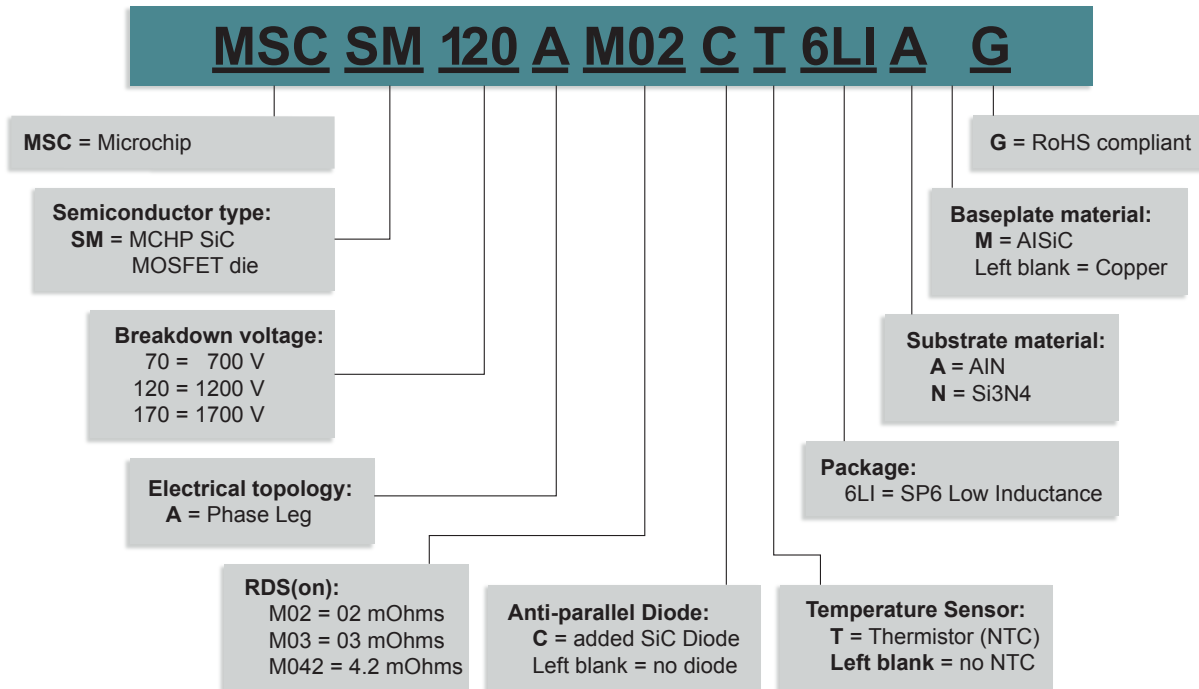 MSC SM 120 A M02 C T 6LI A G
MSC = Microchip
G = RoHS compliant
Semiconductor type:
SM = MCHP SiC
MOSFET die
Baseplate material:
M = AlSiC
Left blank = Copper
Breakdown voltage:
70 = 700 V
120 = 1200 V
170 = 1700 V
Substrate material:
A = AlN
N = Si3N4
Electrical topology:
A = Phase Leg
Package:
6LI = SP6 Low Inductance
RDS(on):
M02 = 02 mOhms
M03 = 03 mOhms
M042 = 4.2 mOhms
Anti-parallel Diode:
C = added SiC Diode
Left blank = no diode
Temperature Sensor:
T = Thermistor (NTC)
Left blank = no NTC